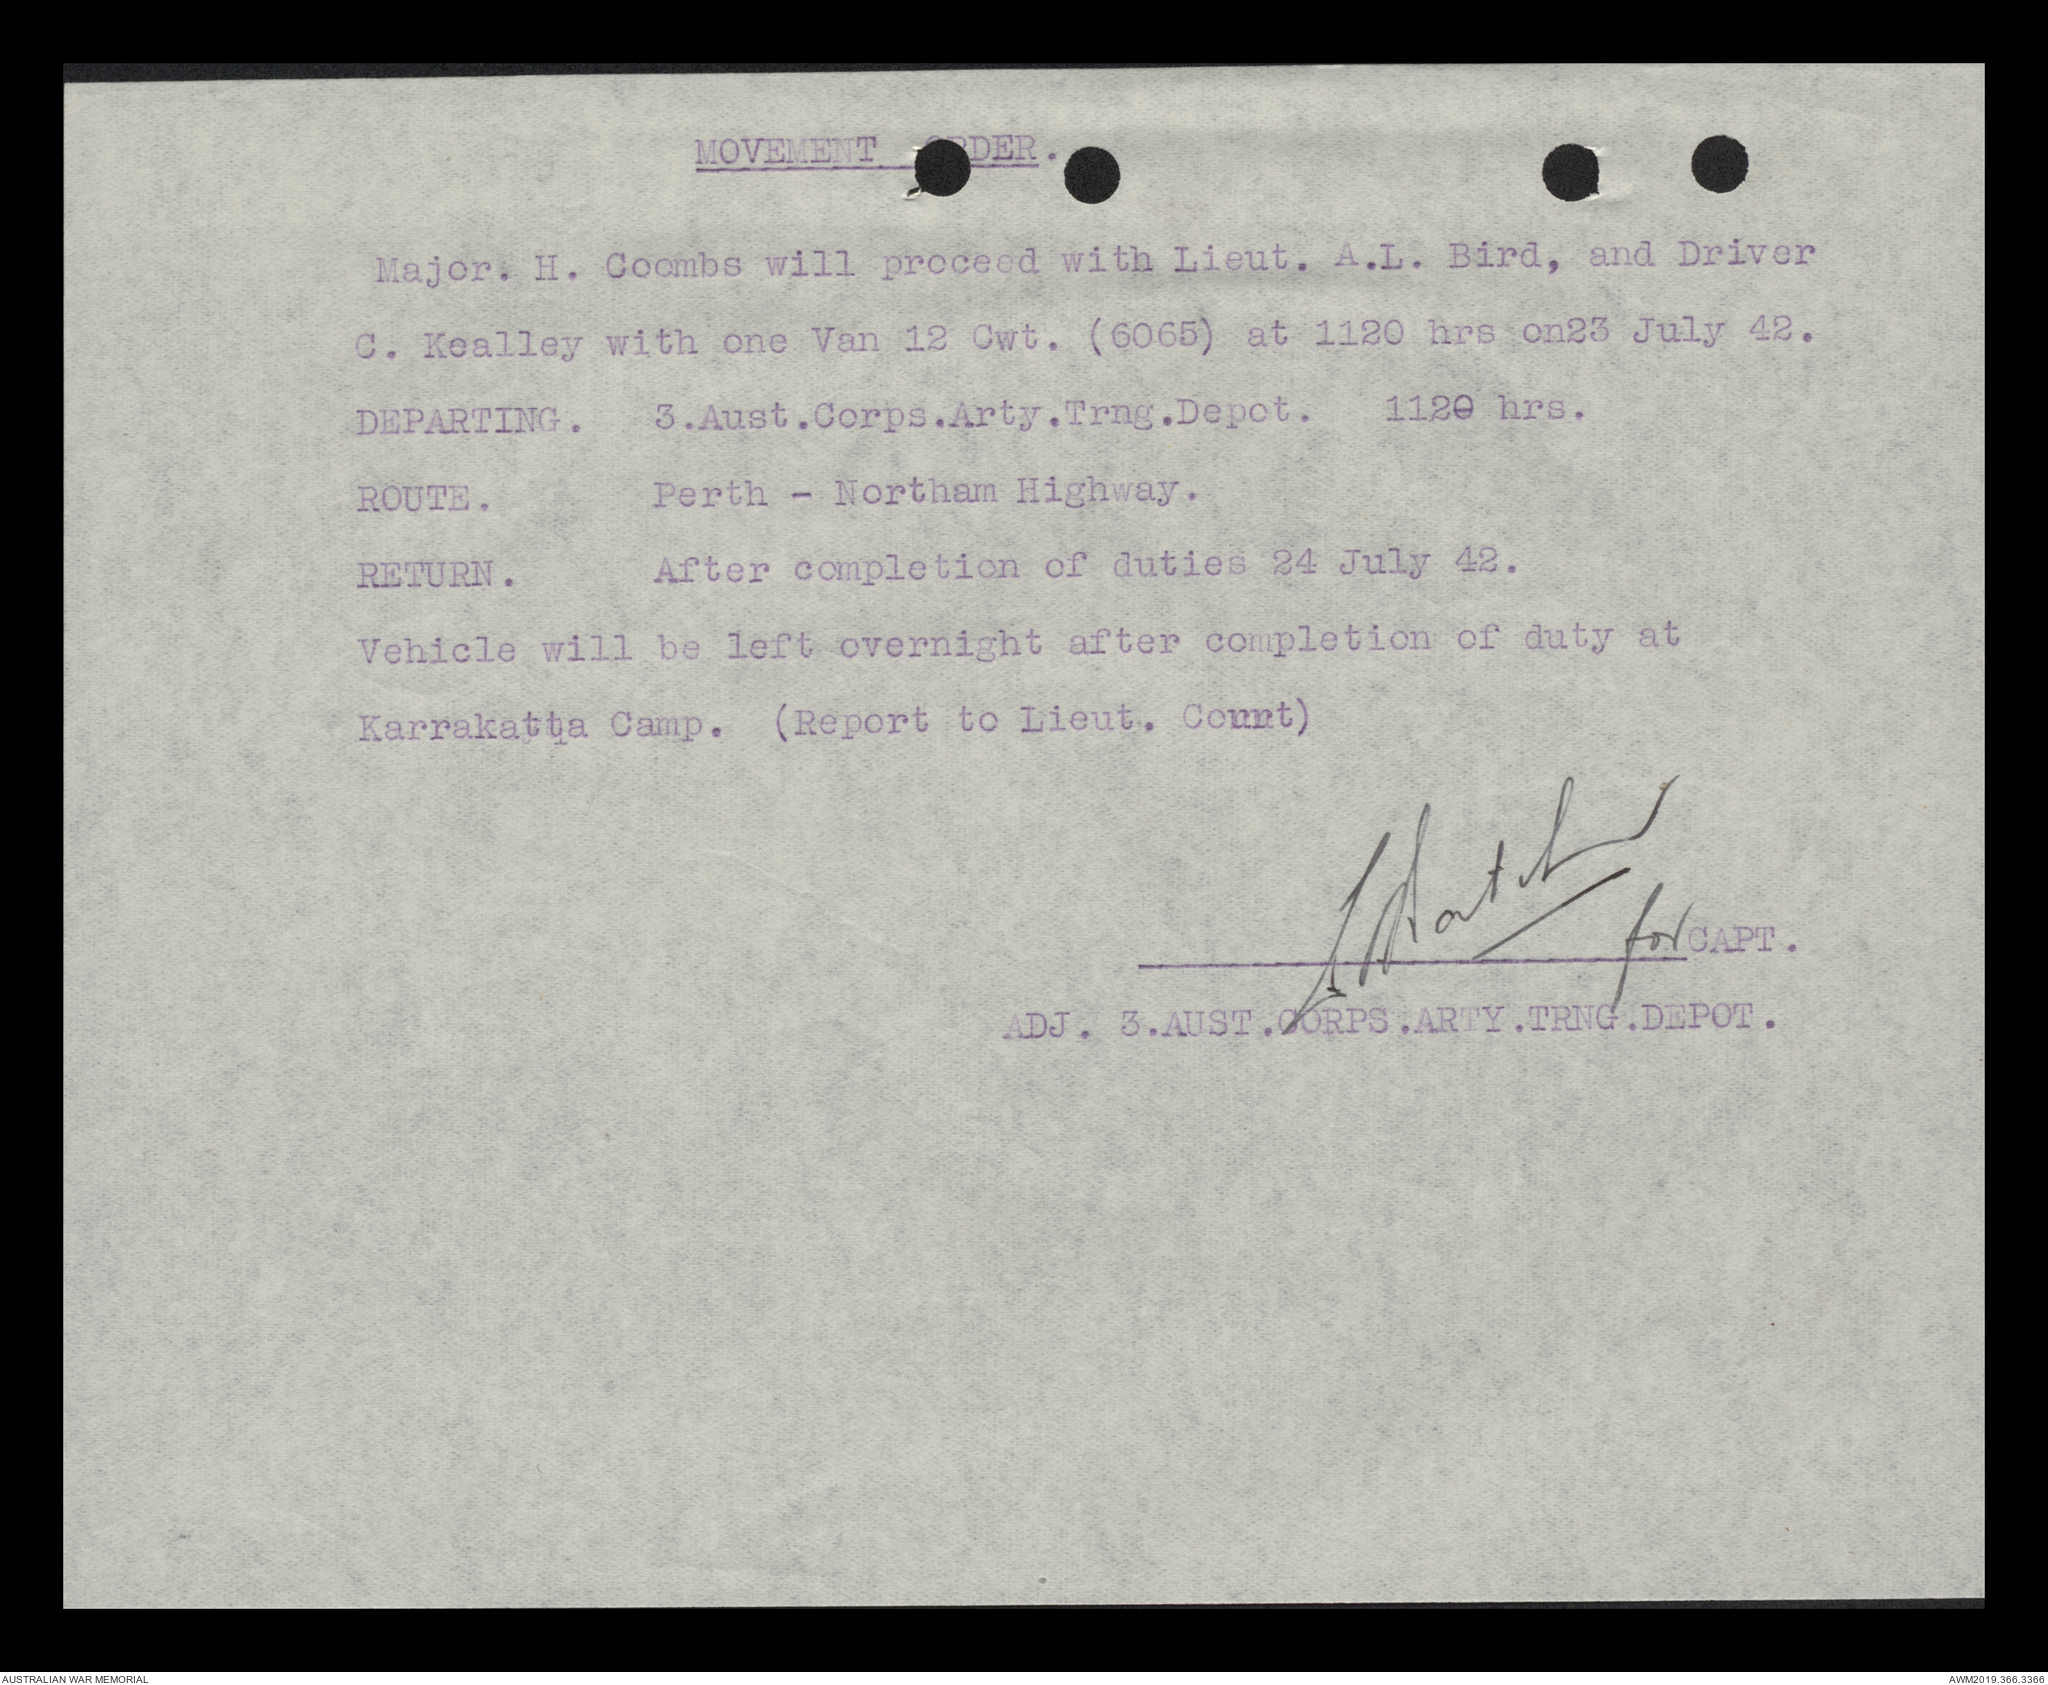 MOVEMENT ORDER.
Major. H. Coombs will proceed with Lieut. A.L. Bird, and Driver
C. Kealley with one Van 12 Cwt. (6065) at 1120 hrs on23 July 42.
DEPARTING. 3.Aust.Corps.Arty.Trng.Depot. 1120 hrs.
ROUTE. Perth - Northam Highway.
RETURN. After completion of duties 24 July 42.
Vehicle will be left overnight after completion of duty at
Karrakatta Camp. (Report to Lieut. Count)
for CAPT.
ADJ. 3.AUST.CORPS.ARTY.TRNG.DEPOT.
AUSTRALIAN WAR MEMORIAL
AWM2019.366.3366